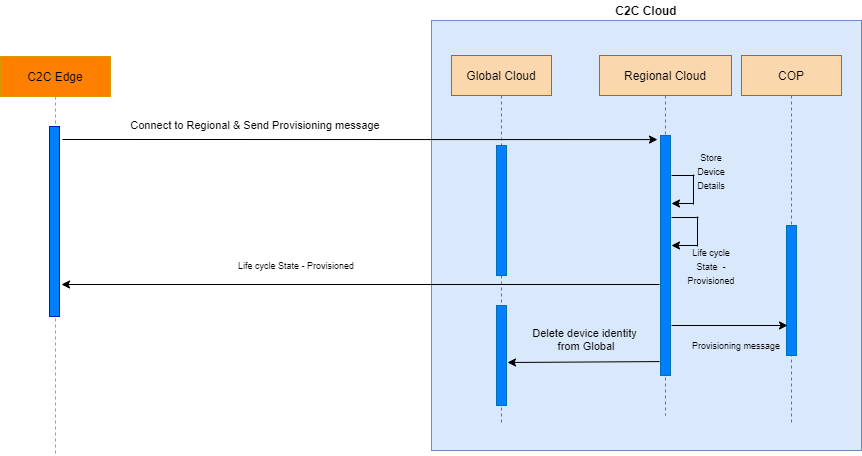 C2C Cloud
C2C Edge
Global Cloud
Regional Cloud
COP
Connect to Regional & Send Provisioning message
Store
Device
Details
Life cycle
State -
Provisioned
Life cycle State - Provisioned
Delete device identity
from Global
Provisioning message